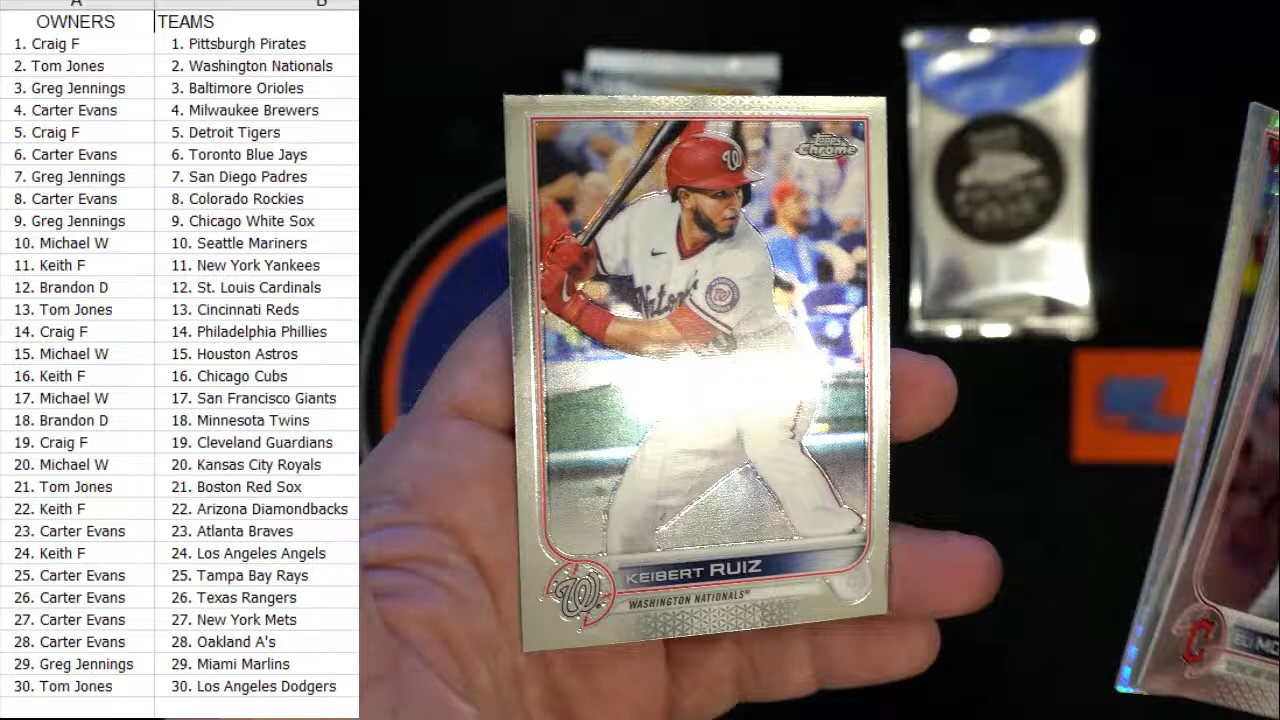 A B
OWNERS TEAMS
1. Craig F 1. Pittsburgh Pirates
2. Tom Jones 2. Washington Nationals
3. Greg Jennings 3. Baltimore Orioles
4. Carter Evans 4. Milwaukee Brewers
5. Craig F 5. Detroit Tigers
6. Carter Evans 6. Toronto Blue Jays
7. Greg Jennings 7. San Diego Padres
8. Carter Evans 8. Colorado Rockies
9. Greg Jennings 9. Chicago White Sox
10. Michael W 10. Seattle Mariners
11. Keith F 11. New York Yankees
12. Brandon D 12. St. Louis Cardinals
13. Tom Jones 13. Cincinnati Reds
14. Craig F 14. Philadelphia Phillies
15. Michael W 15. Houston Astros
16. Keith F 16. Chicago Cubs
17. Michael W 17. San Francisco Giants
18. Brandon D 18. Minnesota Twins
19. Craig F 19. Cleveland Guardians
20. Michael W 20. Kansas City Royals
21. Tom Jones 21. Boston Red Sox
22. Keith F 22. Arizona Diamondbacks
23. Carter Evans 23. Atlanta Braves
24. Keith F 24. Los Angeles Angels
25. Carter Evans 25. Tampa Bay Rays
26. Carter Evans 26. Texas Rangers
27. Carter Evans 27. New York Mets
28. Carter Evans 28. Oakland A's
29. Greg Jennings 29. Miami Marlins
30. Tom Jones 30. Los Angeles Dodgers
Topps
Chrome
W
W
KEIBERT RUIZ
WASHINGTON NATIONALS®
W
C